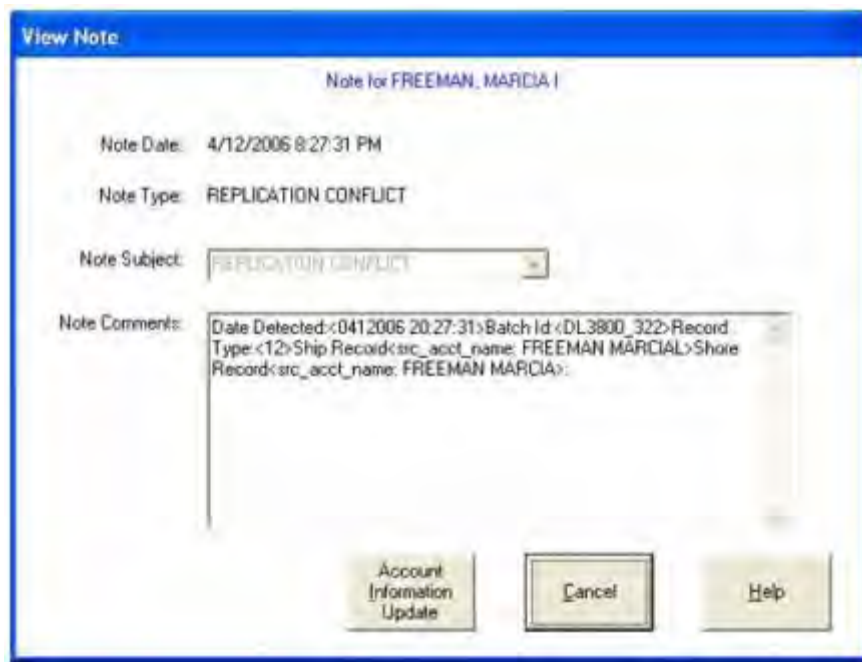 View Note
Note for FREEMAN, MARCIA I
Note Date: 4/12/2006 8:27:31 PM
Note Type: REPLICATION CONFLICT
Note Subject: REPLICATION CONFLICT
Note Comments: Date Detected:<0412006 20:27:31>Batch Id:<DL3800_322>Record
Type:<12>Ship Record<src_acct_name: FREEMAN MARCIAL>Shore
Record<src_acct_name: FREEMAN MARCIA>;
Account
Information
Update
Cancel
Help